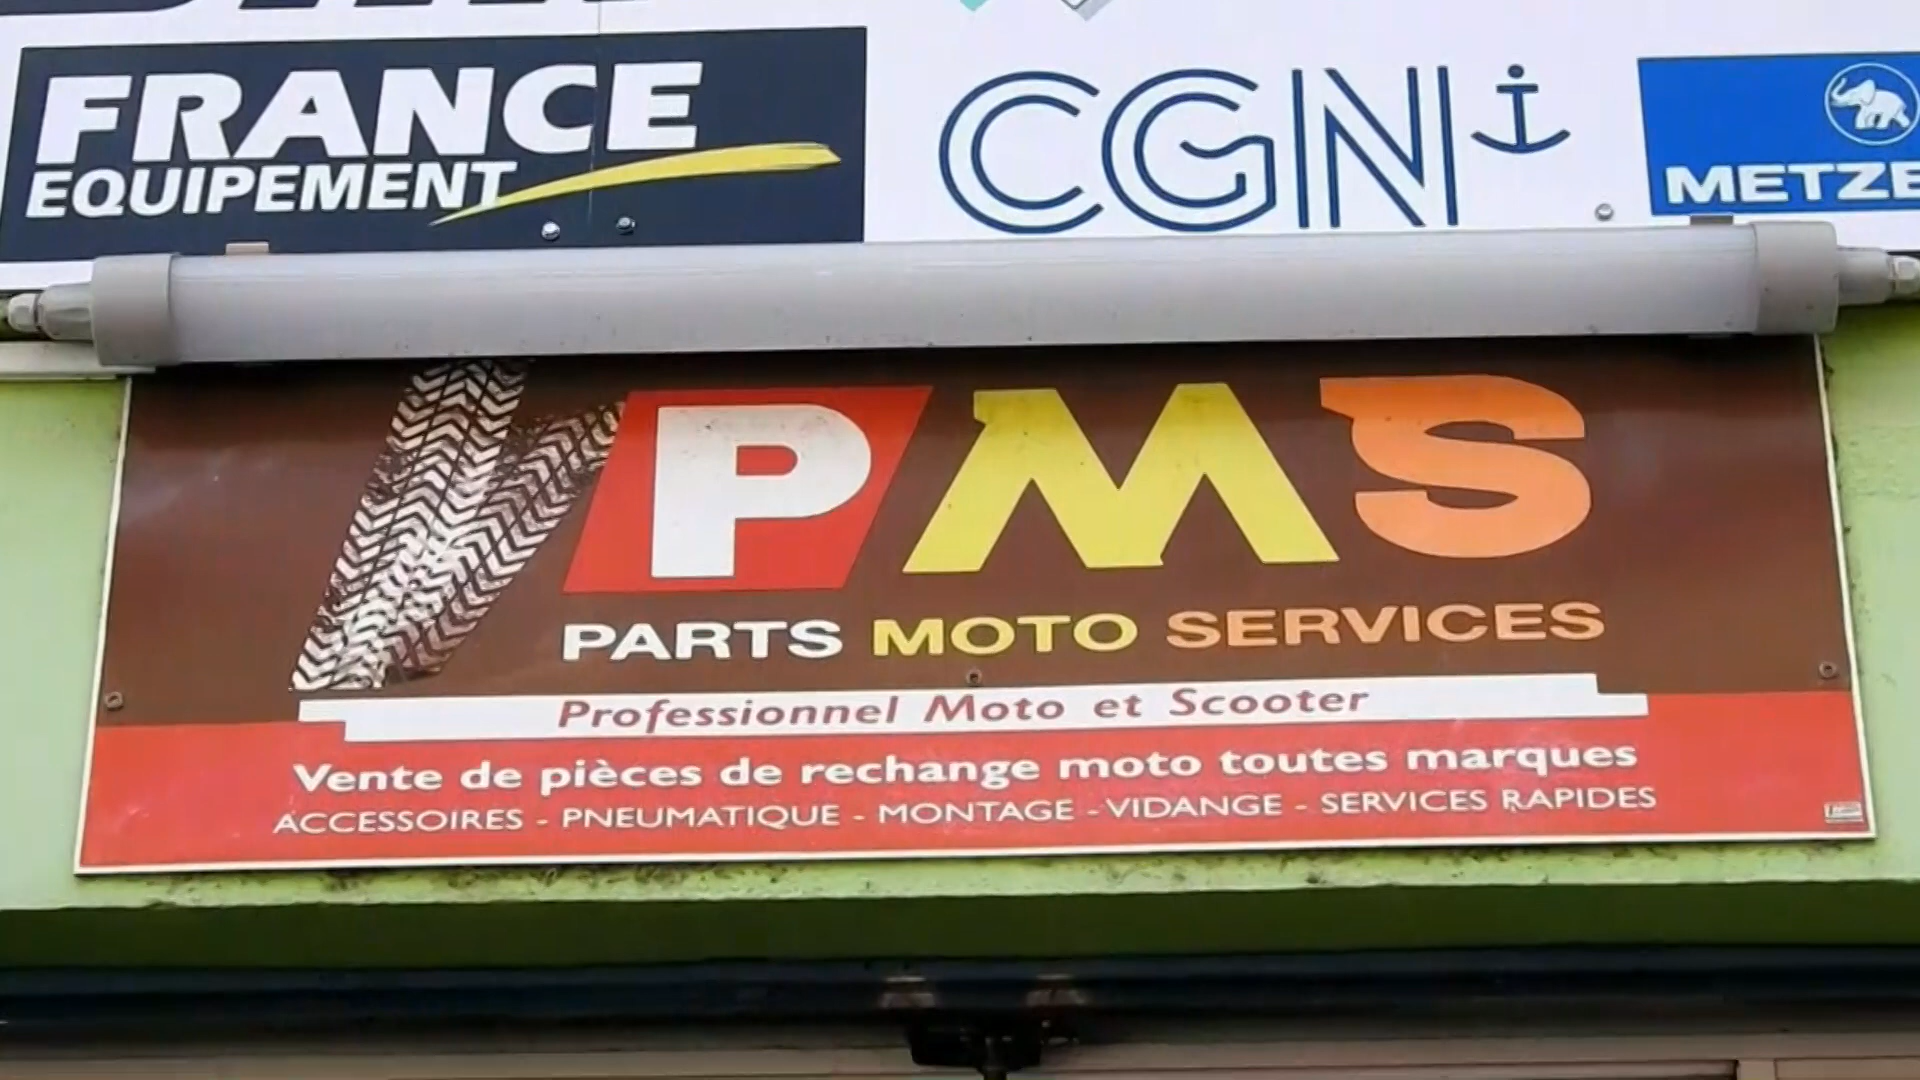 FRANCE
EQUIPEMENT
CGN
METZE
PMS
PARTS MOTO SERVICES
Professionnel Moto et Scooter
Vente de pièces de rechange moto toutes marques
ACCESSOIRES - PNEUMATIQUE - MONTAGE - VIDANGE - SERVICES RAPIDES